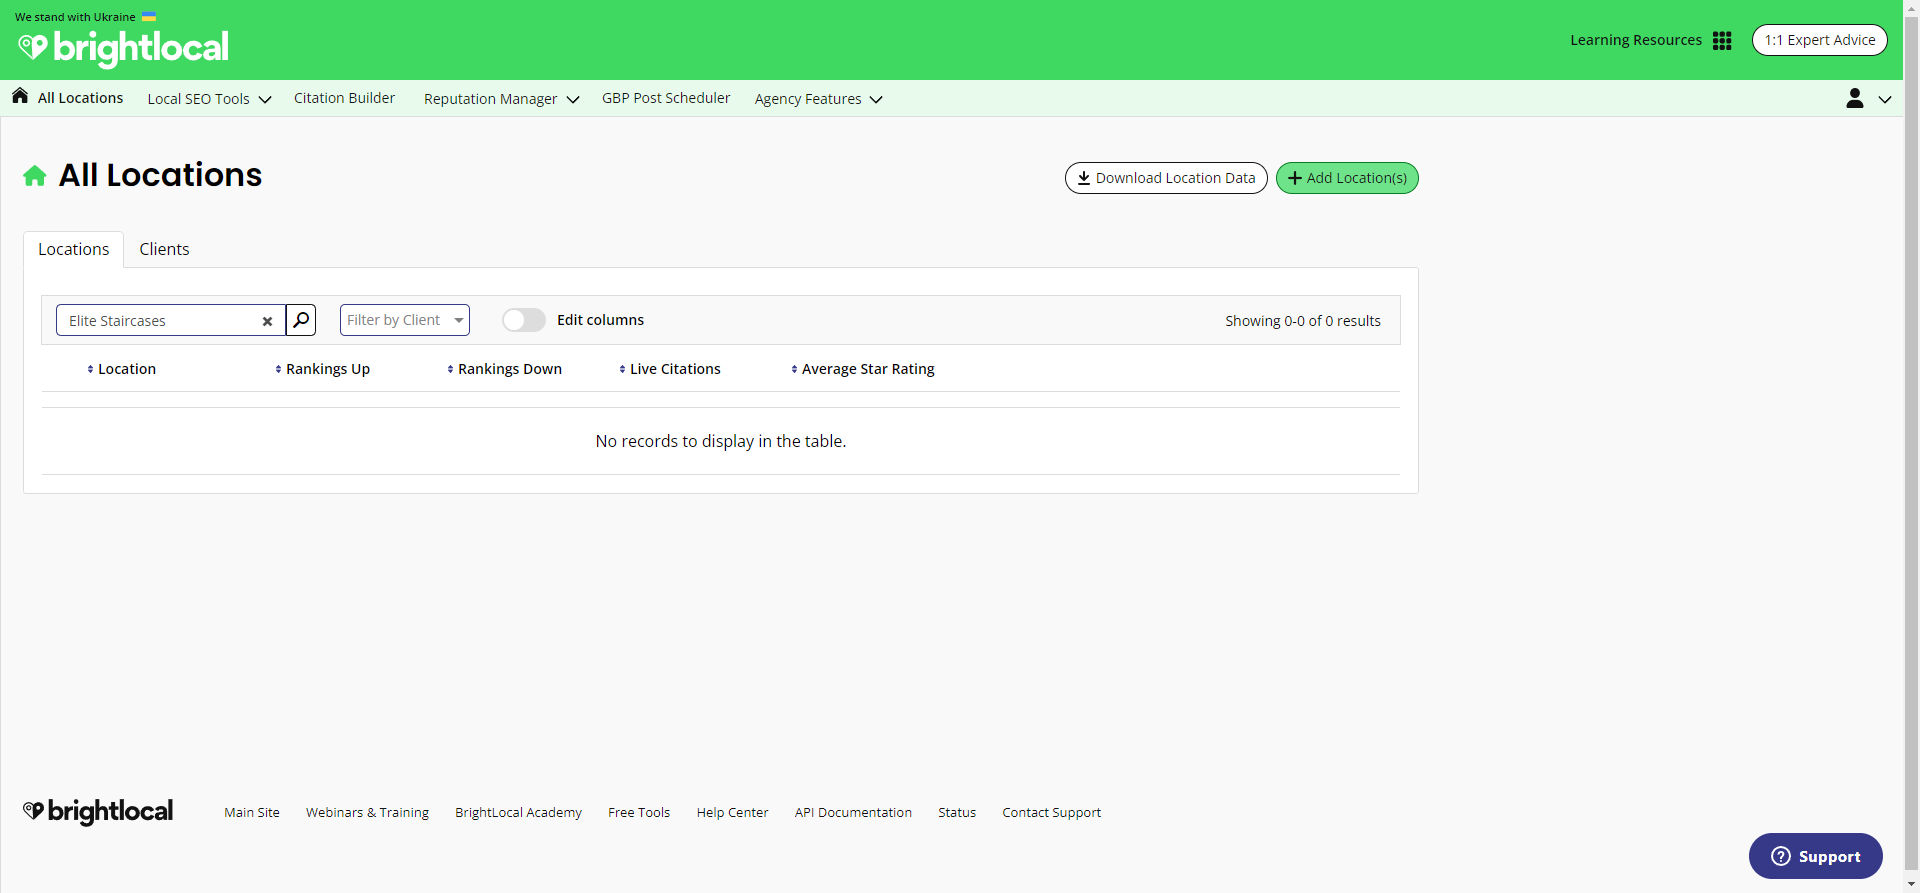 We stand with Ukraine
brightlocal
Learning Resources
1:1 Expert Advice
All Locations
Local SEO Tools
Citation Builder
Reputation Manager
GBP Post Scheduler
Agency Features
All Locations
Download Location Data
Add Location(s)
Locations
Clients
Elite Staircases
Filter by Client
Edit columns
Showing 0-0 of 0 results
Location
Rankings Up
Rankings Down
Live Citations
Average Star Rating
No records to display in the table.
brightlocal
Main Site
Webinars & Training
BrightLocal Academy
Free Tools
Help Center
API Documentation
Status
Contact Support
Support